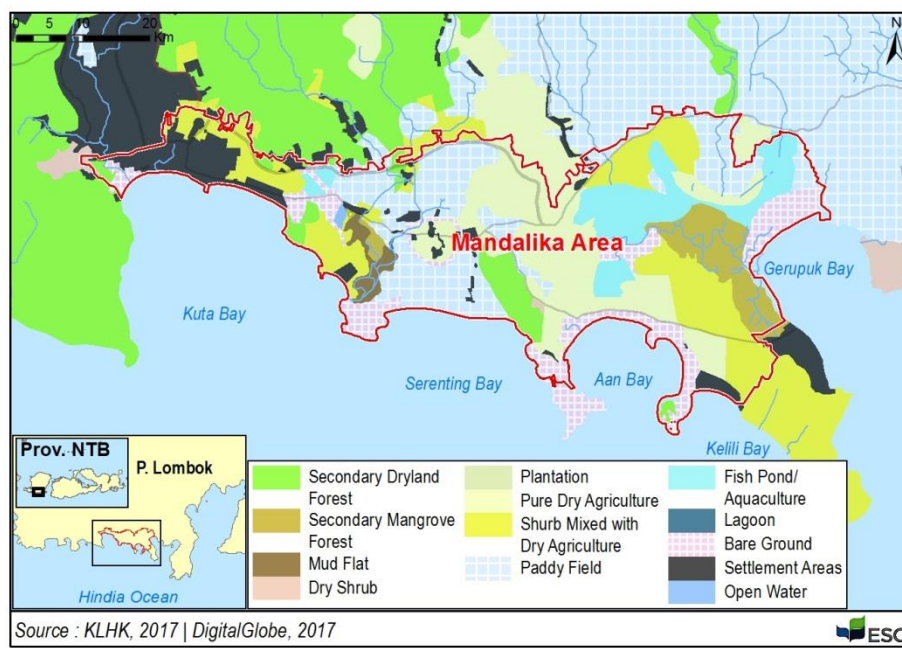 0 5 10 20
Km
N
Mandalika Area
Gerupuk Bay
Kuta Bay
Serenting Bay
Aan Bay
Kelili Bay
Prov. NTB
P. Lombok
Hindia Ocean
Secondary Dryland
Forest
Secondary Mangrove
Forest
Mud Flat
Dry Shrub
Plantation
Pure Dry Agriculture
Shurb Mixed with
Dry Agriculture
Paddy Field
Fish Pond/
Aquaculture
Lagoon
Bare Ground
Settlement Areas
Open Water
Source : KLHK, 2017 | DigitalGlobe, 2017
ESC